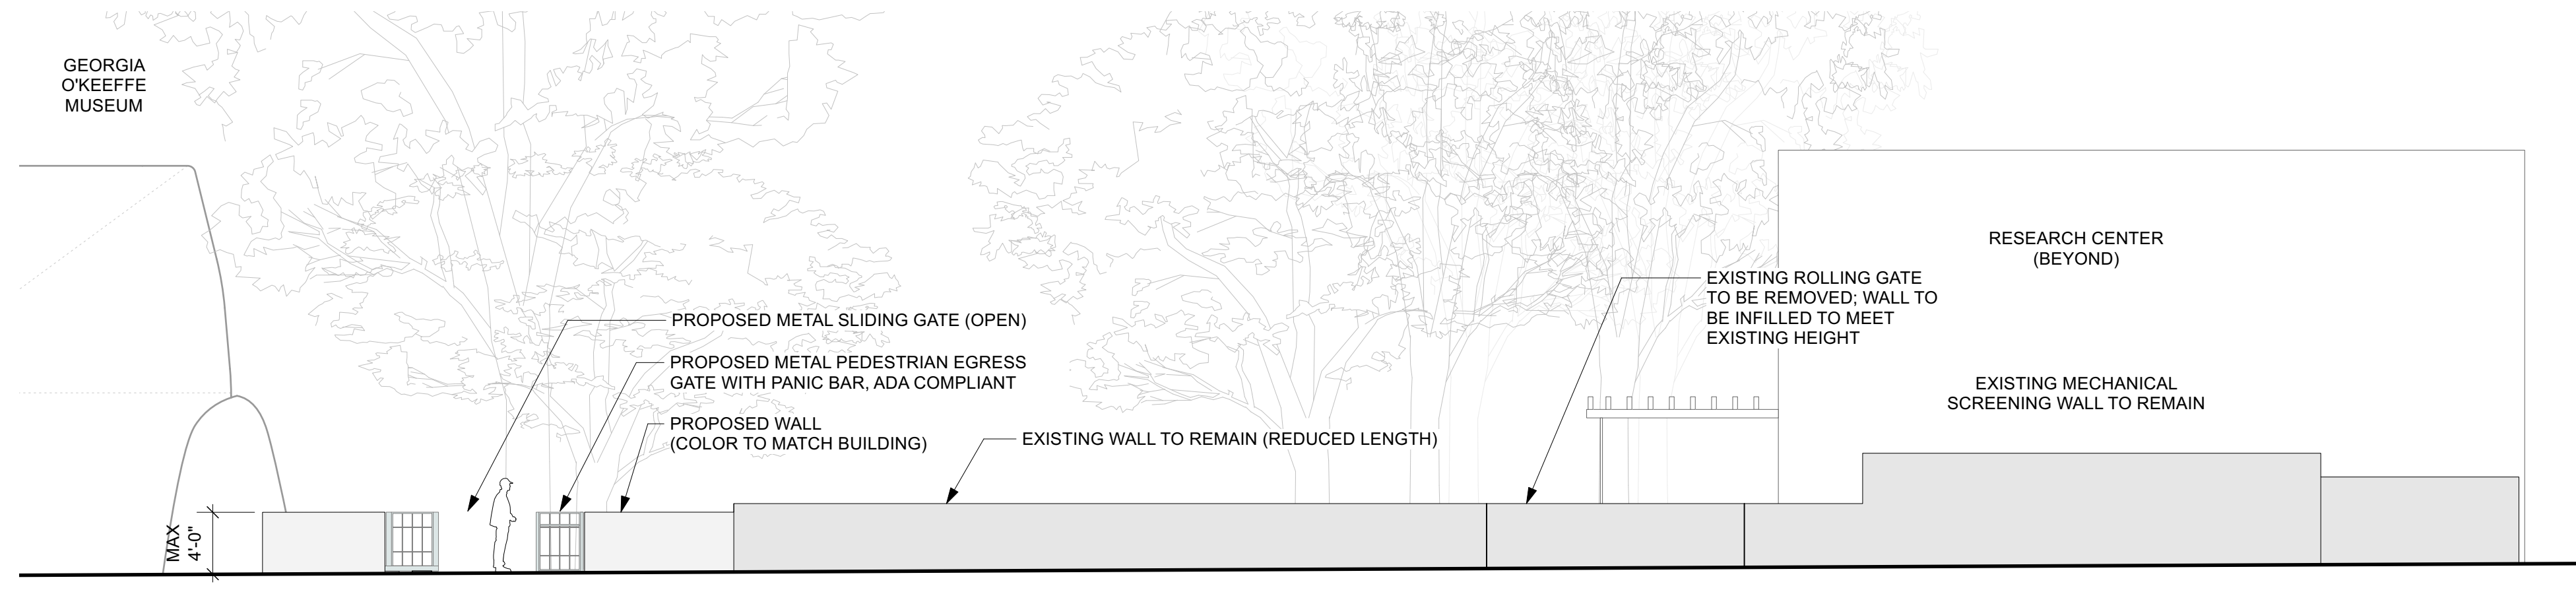 GEORGIA
O'KEEFFE
MUSEUM
PROPOSED METAL SLIDING GATE (OPEN)
PROPOSED METAL PEDESTRIAN EGRESS
GATE WITH PANIC BAR, ADA COMPLIANT
PROPOSED WALL
(COLOR TO MATCH BUILDING)
EXISTING WALL TO REMAIN (REDUCED LENGTH)
EXISTING ROLLING GATE
TO BE REMOVED; WALL TO
BE INFILLED TO MEET
EXISTING HEIGHT
RESEARCH CENTER
(BEYOND)
EXISTING MECHANICAL
SCREENING WALL TO REMAIN
MAX
4'-0"